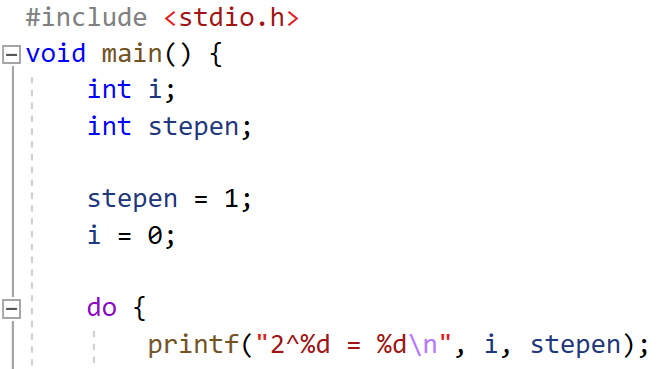 #include <stdio.h>
void main() {
    int i;
    int stepen;

    stepen = 1;
    i = 0;

    do {
        printf("2^%d = %d\n", i, stepen);